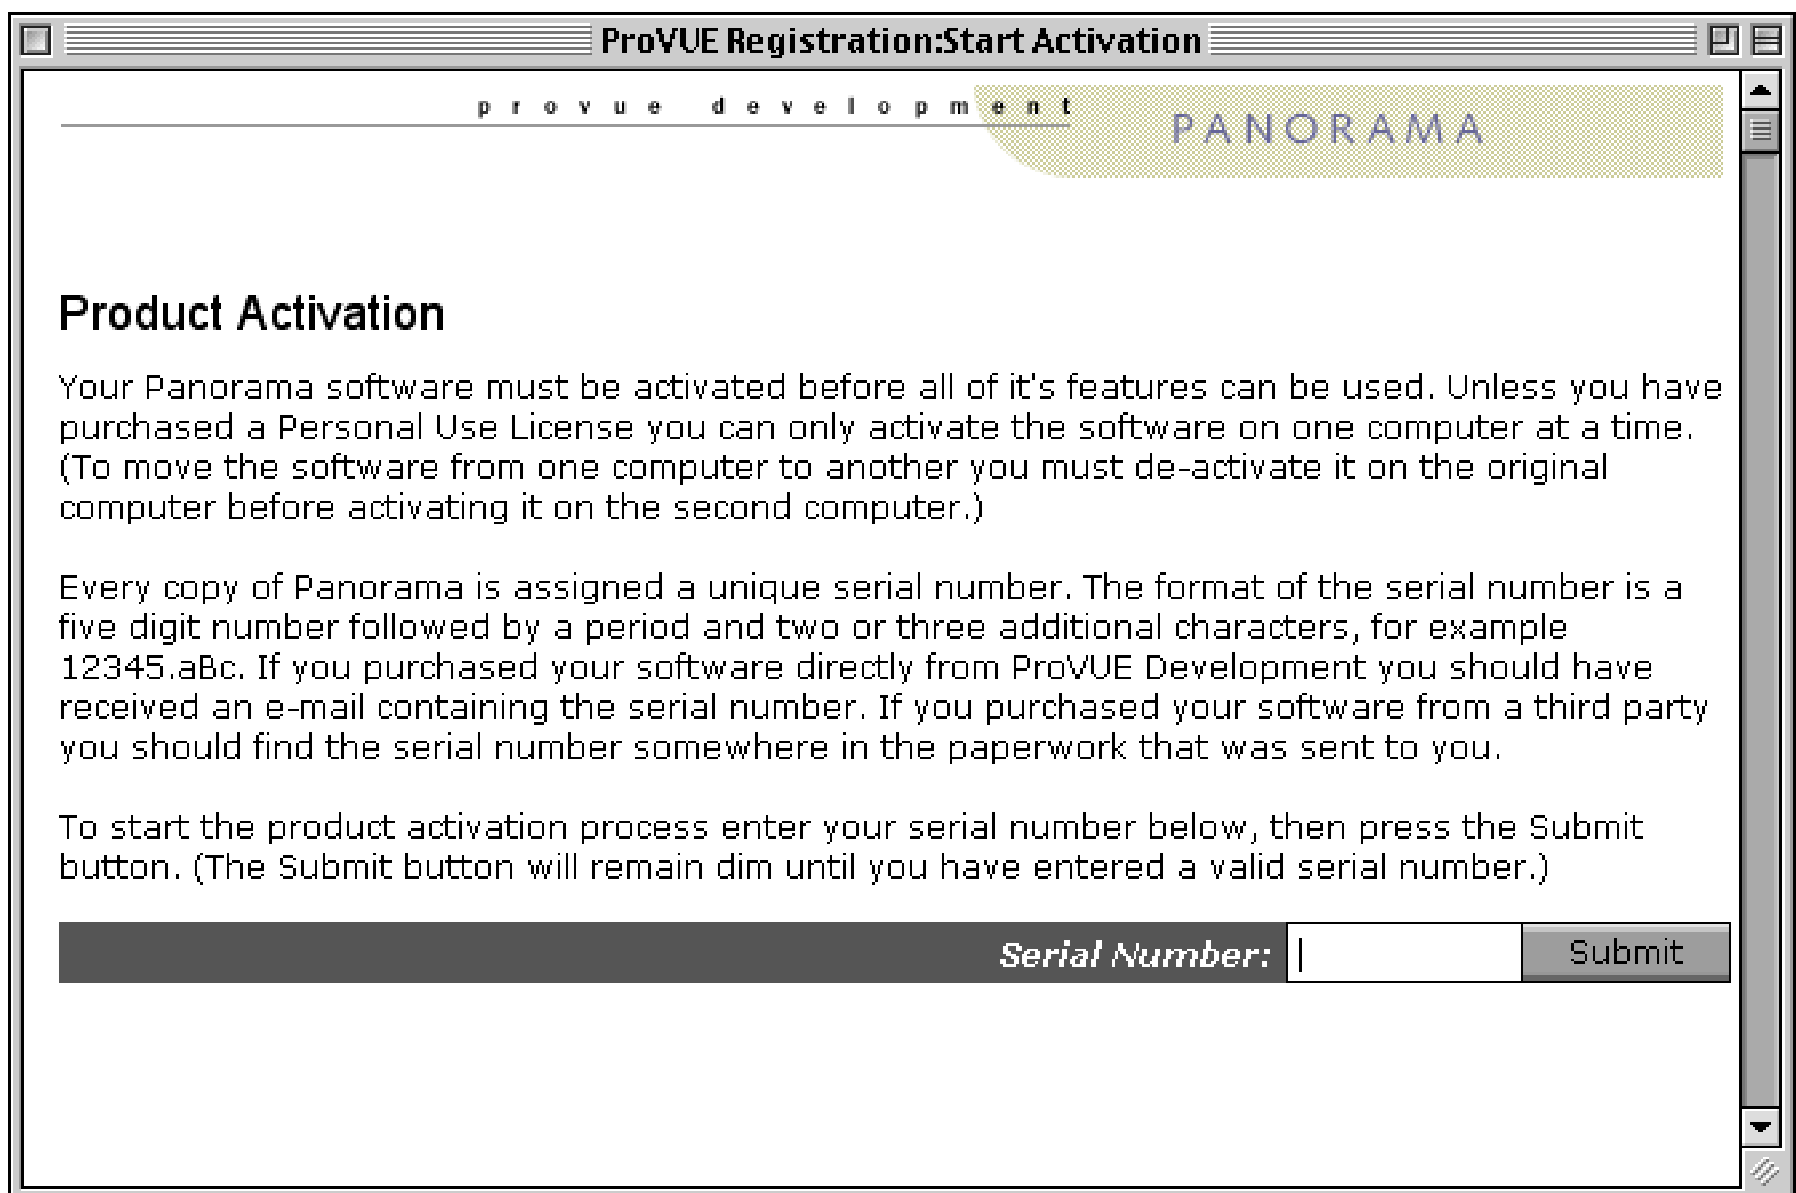 ProVUE Registration:Start Activation
provue development
PANORAMA
Product Activation
Your Panorama software must be activated before all of it's features can be used. Unless you have
purchased a Personal Use License you can only activate the software on one computer at a time.
(To move the software from one computer to another you must de-activate it on the original
computer before activating it on the second computer.)
Every copy of Panorama is assigned a unique serial number. The format of the serial number is a
five digit number followed by a period and two or three additional characters, for example
12345.aBc. If you purchased your software directly from ProVUE Development you should have
received an e-mail containing the serial number. If you purchased your software from a third party
you should find the serial number somewhere in the paperwork that was sent to you.
To start the product activation process enter your serial number below, then press the Submit
button. (The Submit button will remain dim until you have entered a valid serial number.)
Serial Number:
Submit